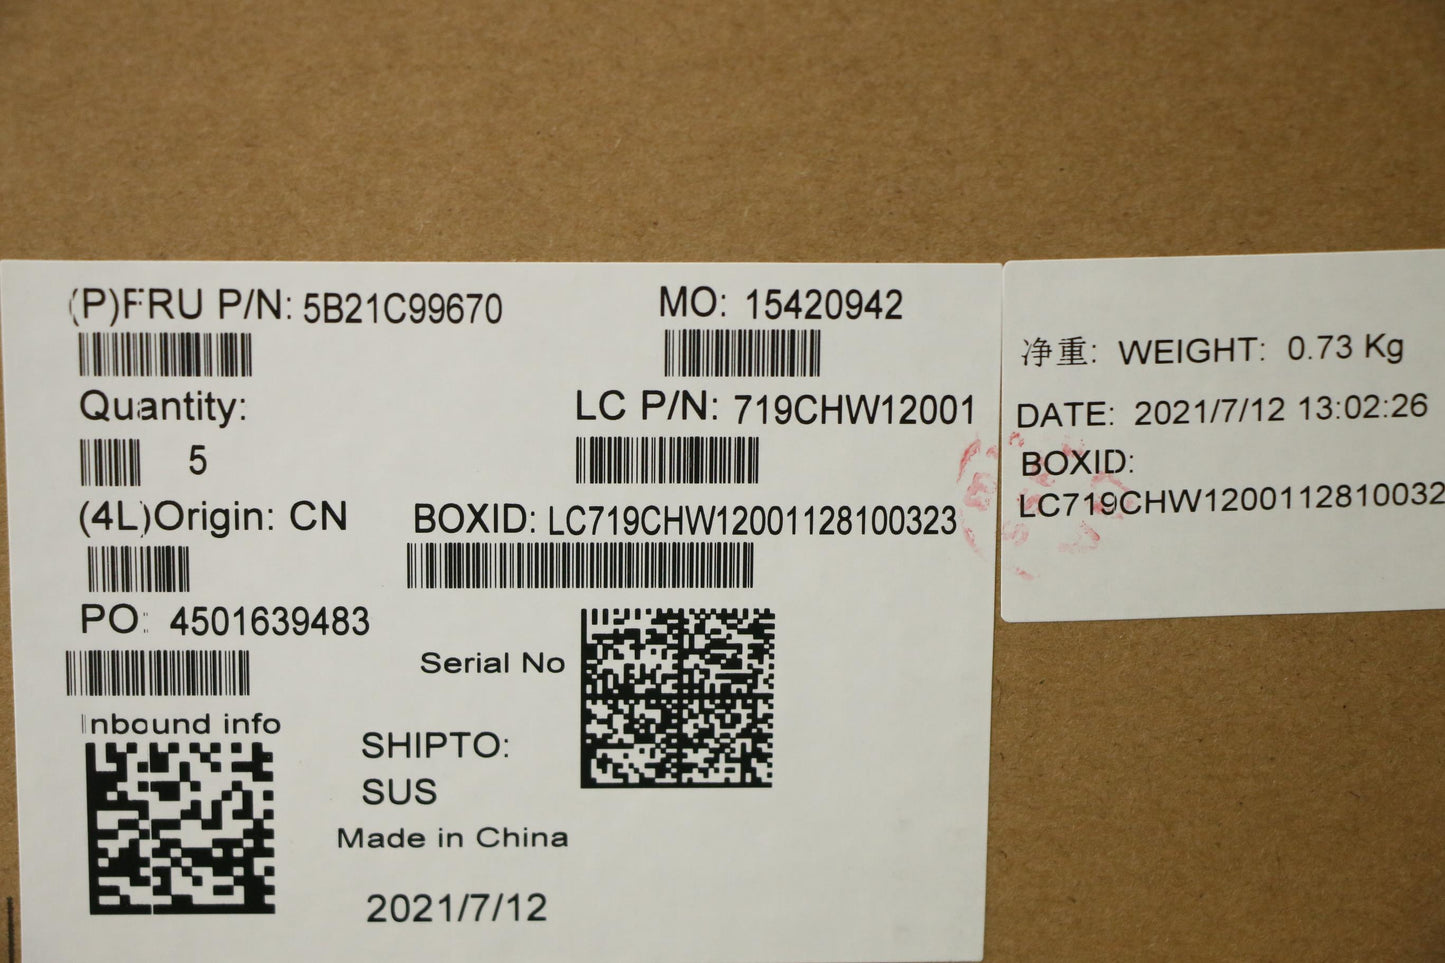 (P)FRU P/N: 5B21C99670
MO: 15420942
Quantity:
5
LC P/N: 719CHW12001
(4L)Origin: CN
BOXID: LC719CHW12001128100323
PO: 4501639483
Serial No
Inbound info
SHIPTO:
SUS
Made in China
2021/7/12
净重: WEIGHT: 0.73 Kg
DATE: 2021/7/12 13:02:26
BOXID:
LC719CHW1200112810032